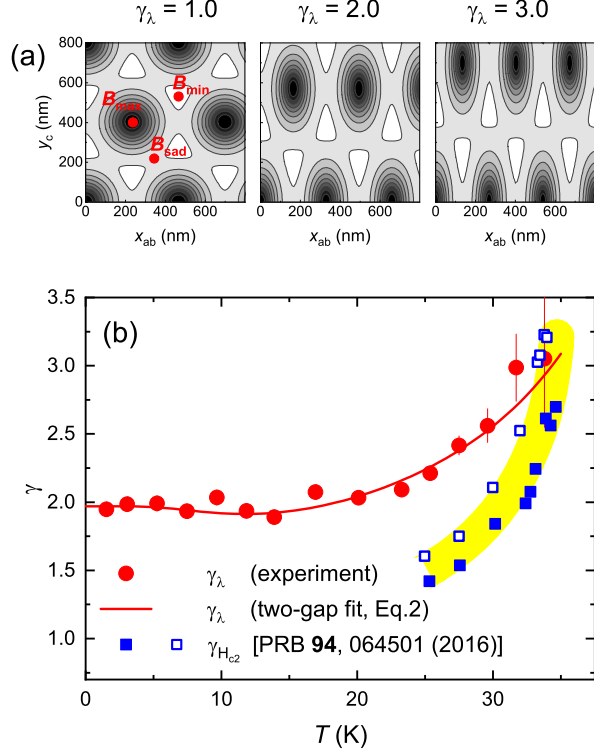 γλ = 1.0 γλ = 2.0 γλ = 3.0
(a)
800
600
400
200
0
yc (nm)
Bmin
Bmax
Bsad
0 200 400 600
0 200 400 600
0 200 400 600
xab (nm) xab (nm) xab (nm)
(b)
3.5
3.0
2.5
2.0
1.5
1.0
γ
γλ (experiment)
γλ (two-gap fit, Eq.2)
γHc2 [PRB 94, 064501 (2016)]
0 5 10 15 20 25 30
T (K)